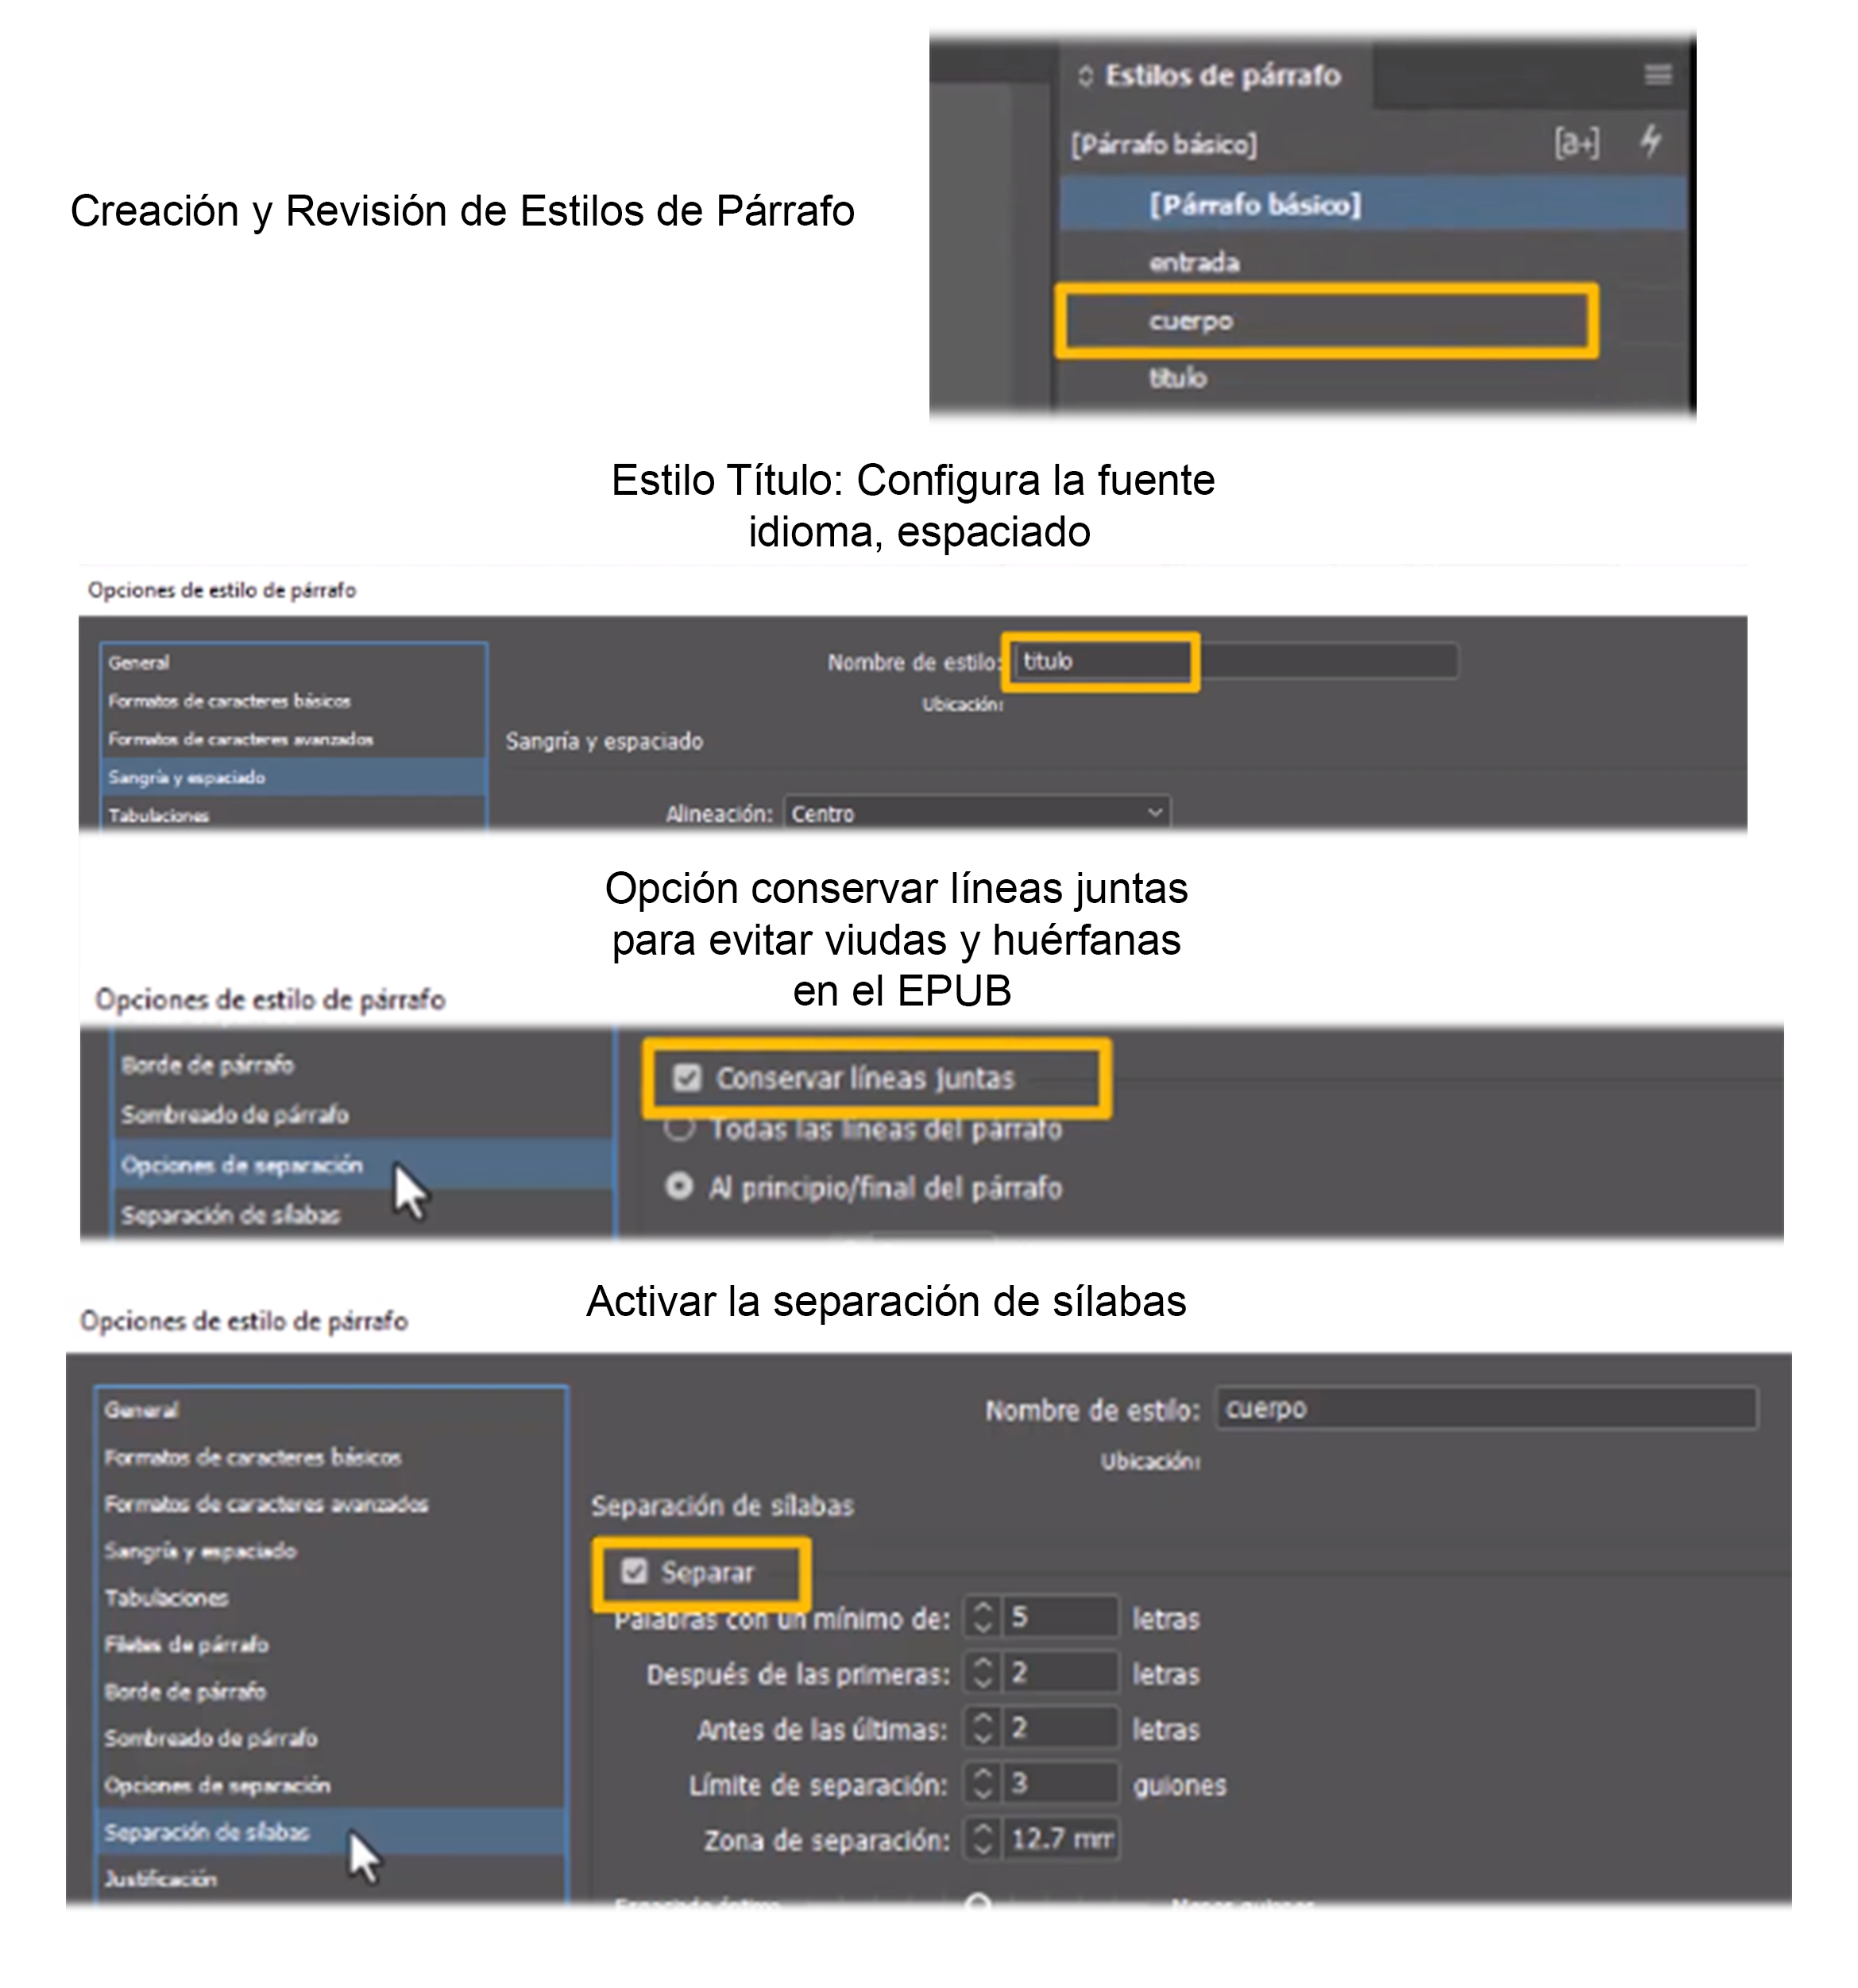 Creación y Revisión de Estilos de Párrafo
Estilos de párrafo
[Párrafo básico]
[a+]
[Párrafo básico]
entrada
cuerpo
título
Estilo Título: Configura la fuente
idioma, espaciado
Opciones de estilo de párrafo
General
Formatos de caracteres básicos
Formatos de caracteres avanzados
Sangría y espaciado
Tabulaciones
Nombre de estilo: título
Ubicación:
Sangría y espaciado
Alineación: Centro
Opción conservar líneas juntas
para evitar viudas y huérfanas
en el EPUB
Opciones de estilo de párrafo
Borde de párrafo
Sombreado de párrafo
Opciones de separación
Separación de sílabas
Conservar líneas juntas
Todas las líneas del párrafo
Al principio/final del párrafo
Activar la separación de sílabas
Opciones de estilo de párrafo
General
Formatos de caracteres básicos
Formatos de caracteres avanzados
Sangría y espaciado
Tabulaciones
Filetes de párrafo
Borde de párrafo
Sombreado de párrafo
Opciones de separación
Separación de sílabas
Justificación
Nombre de estilo: cuerpo
Ubicación:
Separación de sílabas
Separar
Palabras con un mínimo de: 5 letras
Después de las primeras: 2 letras
Antes de las últimas: 2 letras
Límite de separación: 3 guiones
Zona de separación: 12.7 mm